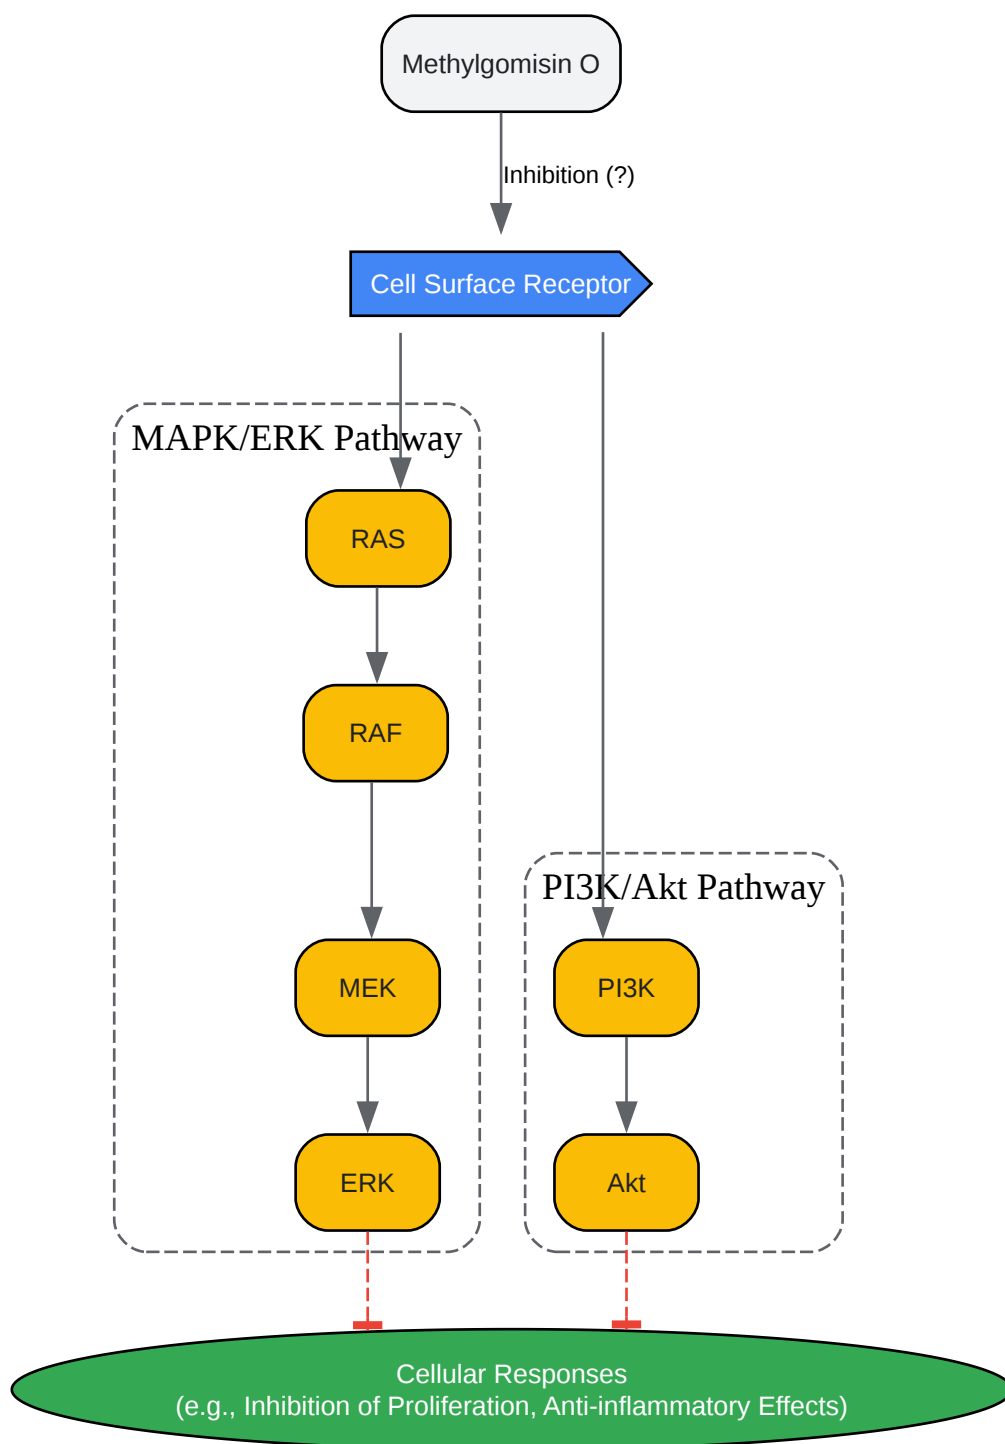 Methylgomisin O
Inhibition (?)
Cell Surface Receptor
MAPK/ERK Pathway
RAS
RAF
PI3K/Akt Pathway
MEK
PI3K
ERK
Akt
Cellular Responses
(e.g., Inhibition of Proliferation, Anti-inflammatory Effects)